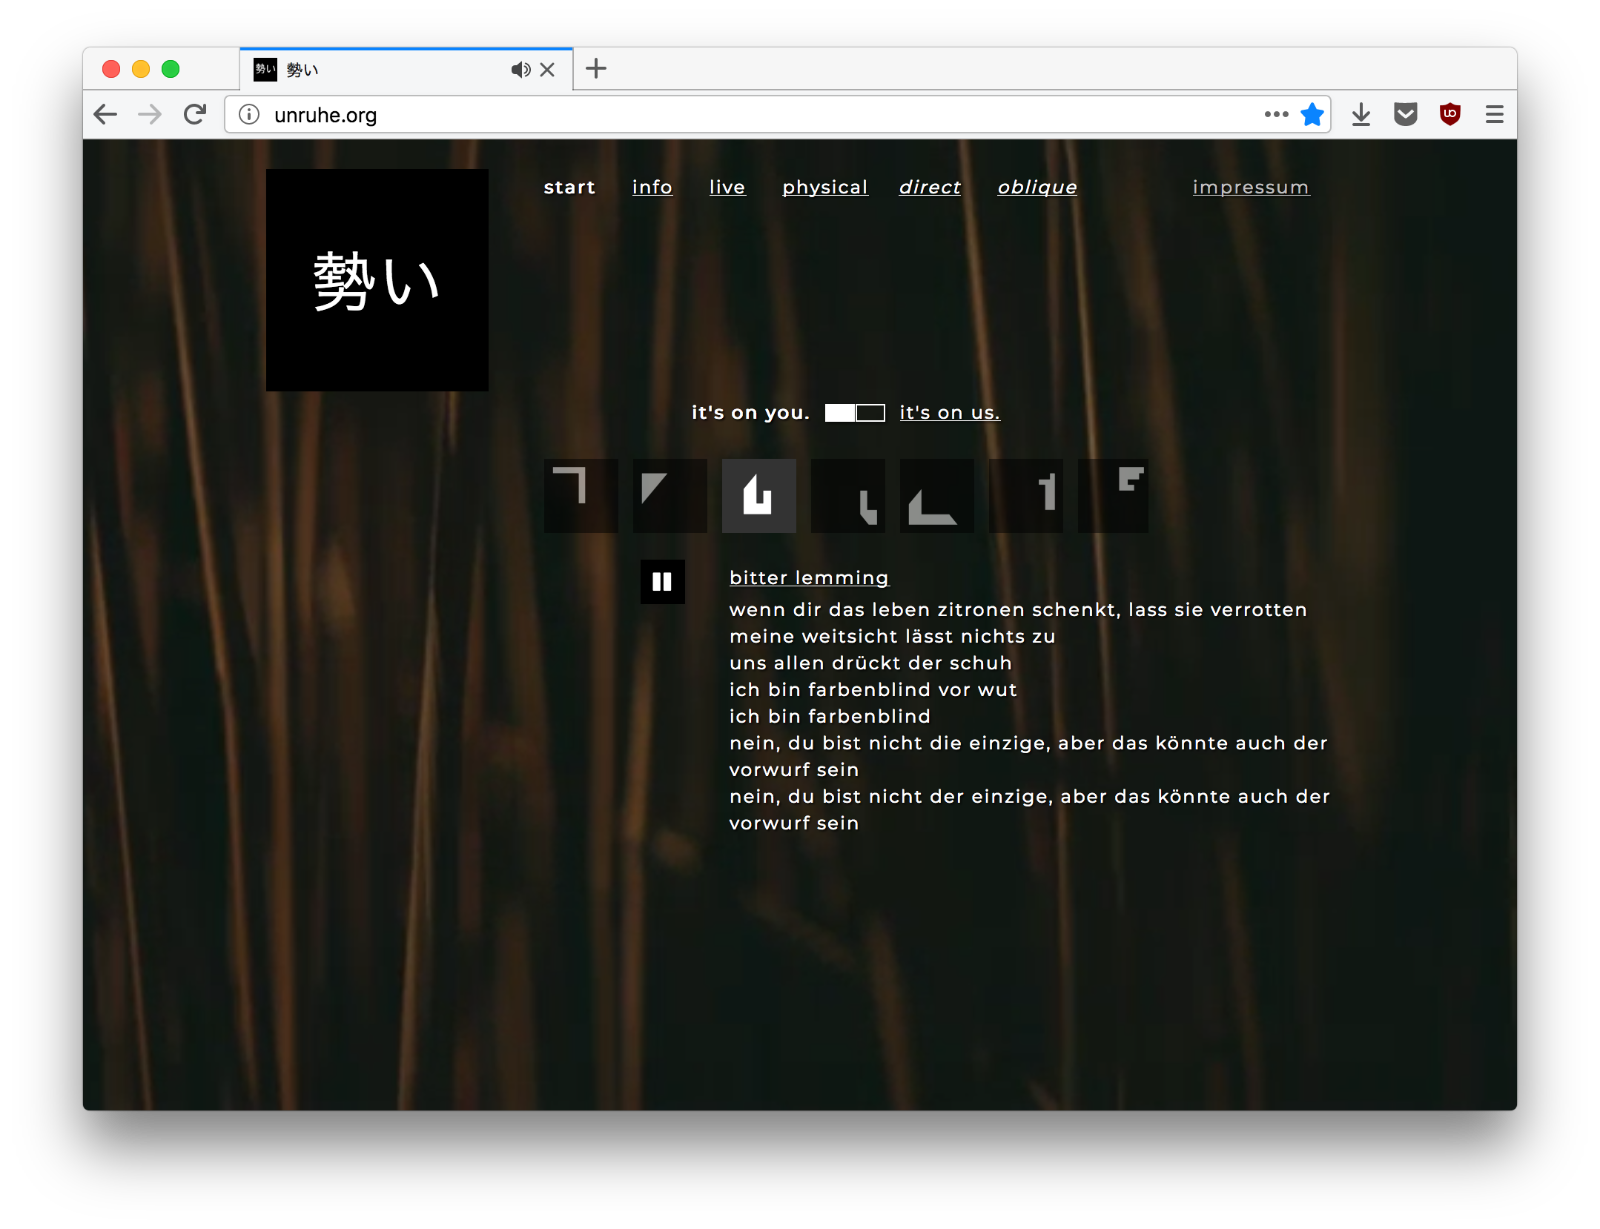 勢い 勢い
unruhe.org
start info live physical direct oblique impressum
勢い
it's on you. it's on us.
bitter lemming
wenn dir das leben zitronen schenkt, lass sie verrotten
meine weitsicht lässt nichts zu
uns allen drückt der schuh
ich bin farbenblind vor wut
ich bin farbenblind
nein, du bist nicht die einzige, aber das könnte auch der
vorwurf sein
nein, du bist nicht der einzige, aber das könnte auch der
vorwurf sein